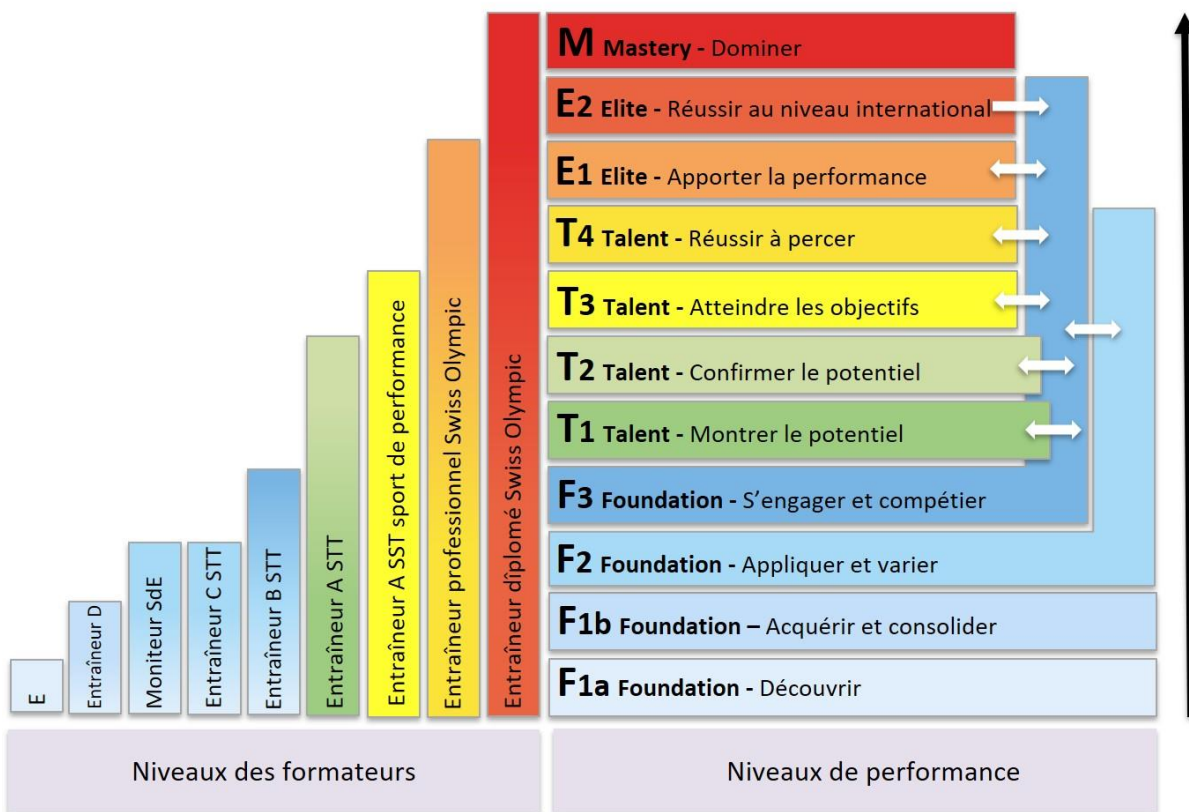 E
Entraîneur D
Moniteur SdE
Entraîneur C STT
Entraîneur B STT
Entraîneur A STT
Entraîneur A SST sport de performance
Entraîneur professionnel Swiss Olympic
Entraîneur diplomé Swiss Olympic
M Mastery - Dominer
E2 Elite - Réussir au niveau international
E1 Elite - Apporter la performance
T4 Talent - Réussir à percer
T3 Talent - Atteindre les objectifs
T2 Talent - Confirmer le potentiel
T1 Talent - Montrer le potentiel
F3 Foundation - S’engager et compétier
F2 Foundation - Appliquer et varier
F1b Foundation – Acquérir et consolider
F1a Foundation - Découvrir
Niveaux des formateurs
Niveaux de performance